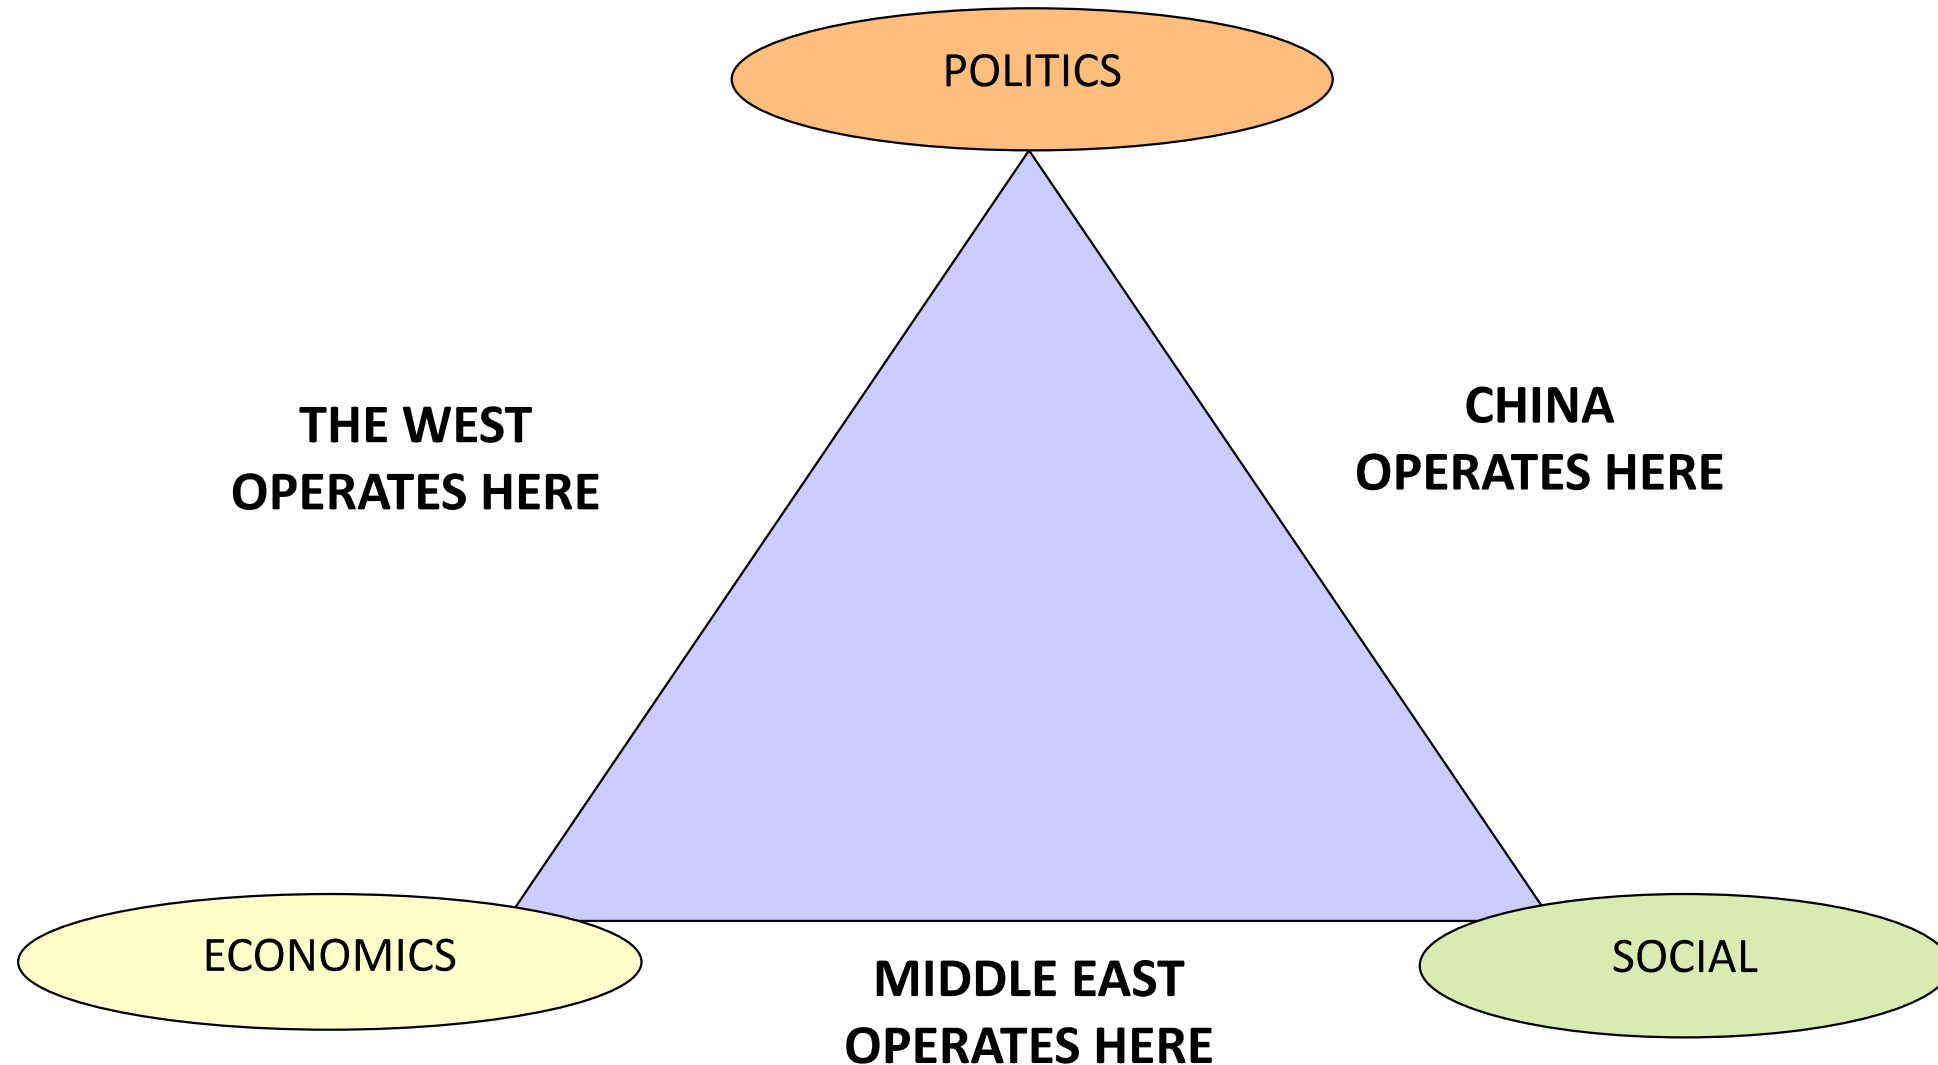 POLITICS
THE WEST
OPERATES HERE
CHINA
OPERATES HERE
ECONOMICS
MIDDLE EAST
OPERATES HERE
SOCIAL